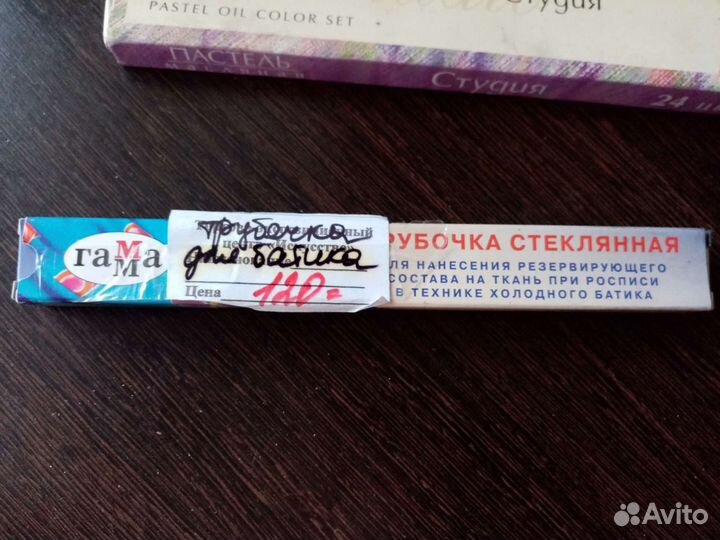 Студия
PASTEL OIL COLOR SET
ПАСТЕЛЬ
Студия
24
гамма
трубочка
для батика
Цена 120=
РУБОЧКА СТЕКЛЯННАЯ
ЛЯ НАНЕСЕНИЯ РЕЗЕРВИРУЮЩЕГО
СОСТАВА НА ТКАНЬ ПРИ РОСПИСИ
В ТЕХНИКЕ ХОЛОДНОГО БАТИКА
Avito